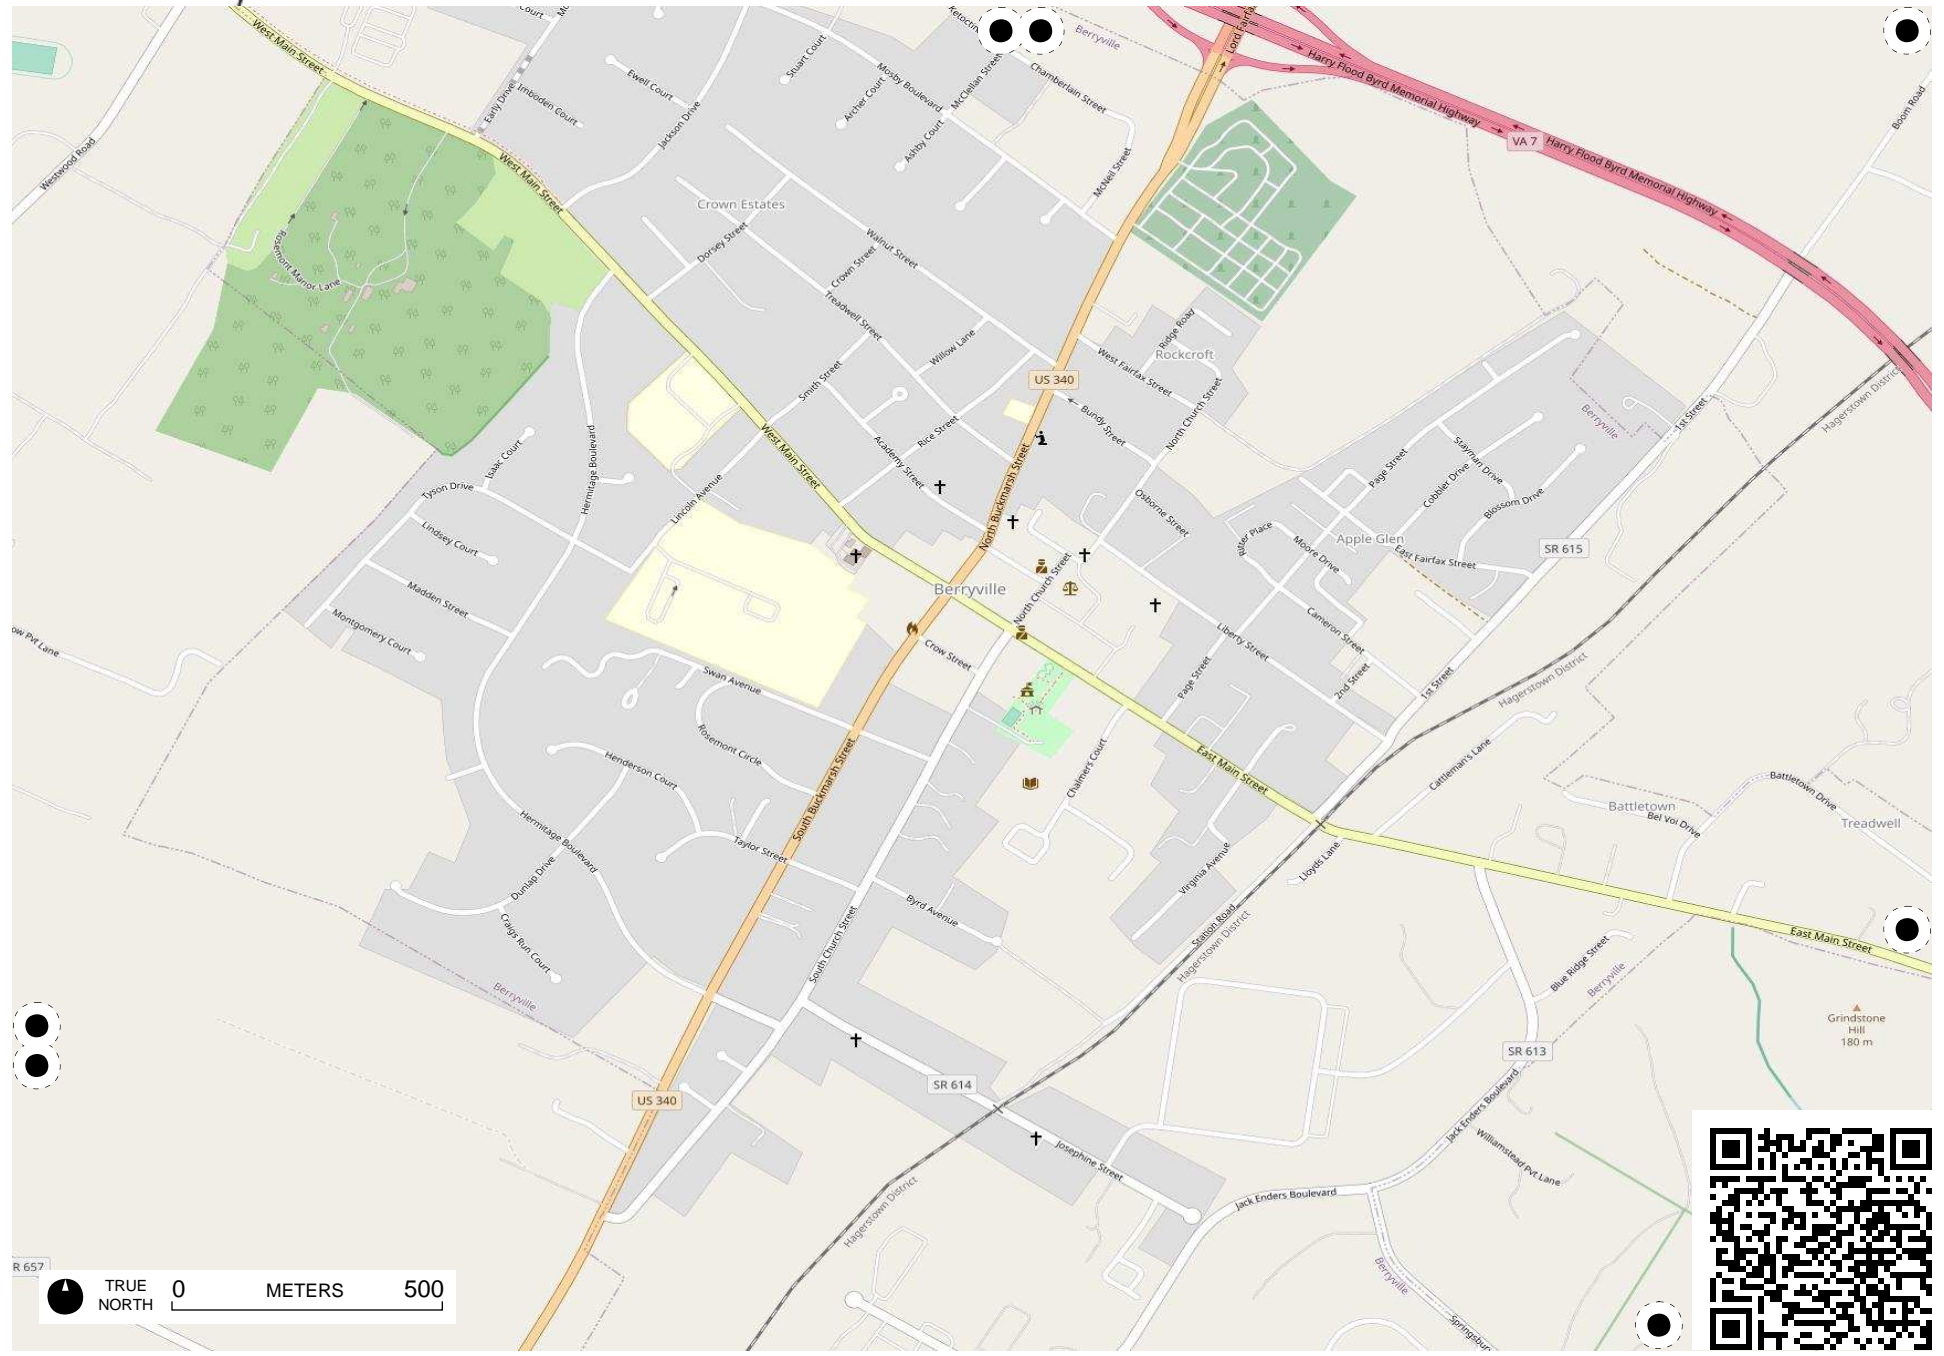 Court
Ketoctin
Berryville
Lord Fairfax
West Main Street
Stuart Court
Mosby Boulevard
McClellan Street
Chamberlain Street
Harry Flood Byrd Memorial Highway
Ewell Court
Early Drive
Imboden Court
Archer Court
Boom Road
Jackson Drive
Ashby Court
VA 7
Harry Flood Byrd Memorial Highway
Westwood Road
West Main Street
McNeil Street
Crown Estates
Dorsey Street
Walnut Street
Crown Street
Rosemont Manor Lane
Treadwell Street
Ridge Road
Willow Lane
West Fairfax Street
Rockcroft
Smith Street
US 340
Hagerstown District
Bundy Street
North Church Street
Berryville
1st Street
Rice Street
West Main Street
Academy Street
Isaac Court
Hermitage Boulevard
Stayman Drive
Page Street
Cobbler Drive
Tyson Drive
Lincoln Avenue
North Buckmarsh Street
Osborne Street
Blossom Drive
Lindsey Court
Ritter Place
Moore Drive
Apple Glen
East Fairfax Street
SR 615
Berryville
North Church Street
Madden Street
Montgomery Court
Cameron Street
Liberty Street
ow Pvt Lane
Crow Street
Page Street
2nd Street
1st Street
Hagerstown District
Swan Avenue
Rosemont Circle
Henderson Court
South Buckmarsh Street
Chalmers Court
East Main Street
Cattleman's Lane
Battletown Drive
Battletown
Bel Voi Drive
Treadwell
Hermitage Boulevard
Taylor Street
Virginia Avenue
Lloyds Lane
Dunlap Drive
Craigs Run Court
Byrd Avenue
South Church Street
Station Road
Hagerstown District
East Main Street
Blue Ridge Street
Berryville
Berryville
Grindstone
Hill
180 m
SR 613
SR 614
US 340
Jack Enders Boulevard
Williamstead Pvt Lane
Josephine Street
Jack Enders Boulevard
Hagerstown District
R 657
Berryville
TRUE
NORTH
0 METERS 500
Springsbury